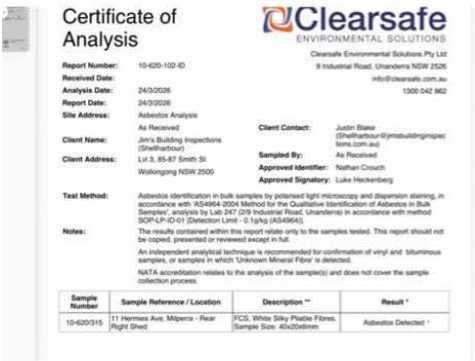 Certificate of
Analysis
Clearsafe
ENVIRONMENTAL SOLUTIONS
Clearsafe Environmental Solutions Pty Ltd
9 Industrial Road, Unanderra NSW 2526
info@clearsafe.com.au
1300 042 962
Report Number: 10-620-102-ID
Received Date:
Analysis Date: 24/3/2026
Report Date: 24/3/2026
Site Address: Asbestos Analysis
As Received
Client Name: Jim's Building Inspections
(Shellharbour)
Client Address: Lvl 3, 85-87 Smith St
Wollongong NSW 2500
Client Contact: Justin Blake
(Shellharbour@jimsbuildinginspec
tions.com.au)
Sampled By: As Received
Approved Identifier: Nathan Crouch
Approved Signatory: Luke Heckenberg
Test Method: Asbestos identification in bulk samples by polarised light microscopy and dispersion staining, in
accordance with 'AS4964-2004 Method for the Qualitative Identification of Asbestos in Bulk
Samples', analysis by Lab 247 (2/9 Industrial Road, Unanderra) in accordance with method
SOP-LP-ID-01 [Detection Limit - 0.1g/kg (AS4964)].
Notes: The results contained within this report relate only to the samples tested. This report should not
be copied, presented or reviewed except in full.
An independent analytical technique is recommended for confirmation of vinyl and bituminous
samples, or samples in which 'Unknown Mineral Fibre' is detected.
NATA accreditation relates to the analysis of the sample(s) and does not cover the sample
collection process.
Sample
Number
Sample Reference / Location
Description **
Result *
10-620/315
11 Hermies Ave, Milperra - Rear
Right Shed
FCS, White Silky Pliable Fibres.
Sample Size: 40x20x6mm
Asbestos Detected